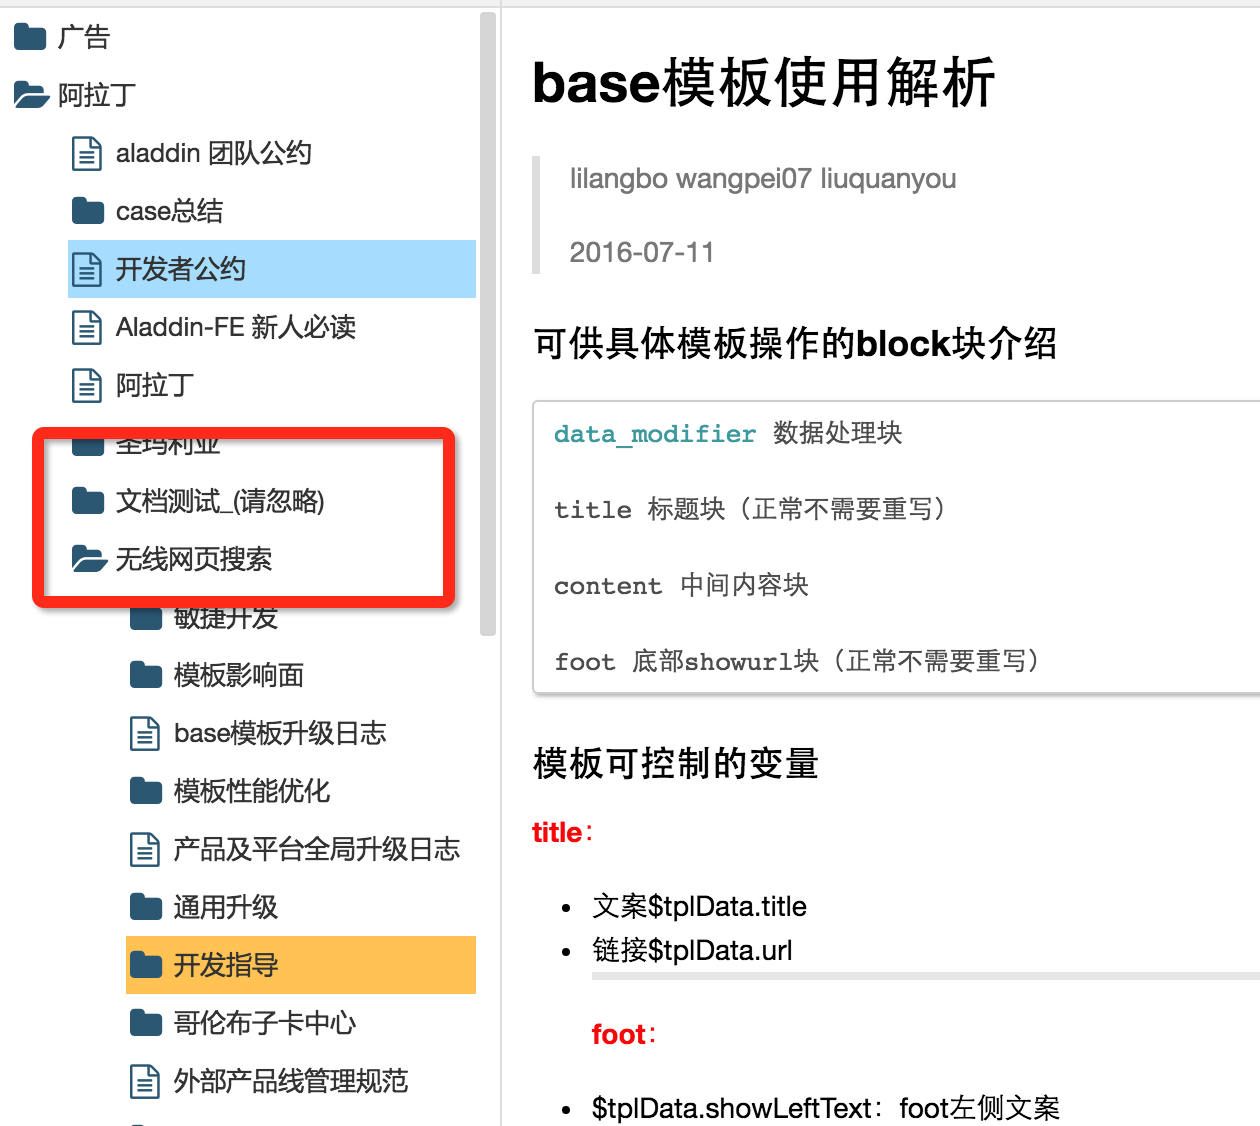 广告
阿拉丁
aladdin 团队公约
case总结
开发者公约
Aladdin-FE 新人必读
阿拉丁
圣玛利亚
文档测试_(请忽略)
无线网页搜索
敏捷开发
模板影响面
base模板升级日志
模板性能优化
产品及平台全局升级日志
通用升级
开发指导
哥伦布子卡中心
外部产品线管理规范
base模板使用解析
lilangbo wangpei07 liuquanyou
2016-07-11
可供具体模板操作的block块介绍
data_modifier 数据处理块
title 标题块（正常不需要重写）
content 中间内容块
foot 底部showurl块（正常不需要重写）
模板可控制的变量
title：
文案$tplData.title
链接$tplData.url
foot：
$tplData.showLeftText：foot左侧文案